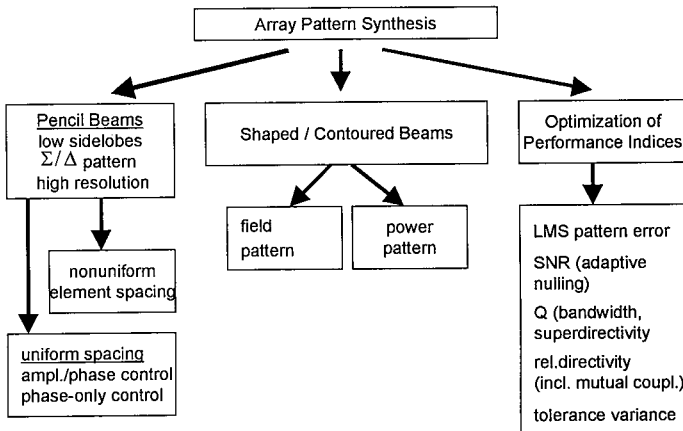 Array Pattern Synthesis
Pencil Beams
low sidelobes
Σ/Δ pattern
high resolution
Shaped / Contoured Beams
Optimization of
Performance Indices
field
pattern
power
pattern
nonuniform
element spacing
uniform spacing
ampl./phase control
phase-only control
LMS pattern error
SNR (adaptive
nulling)
Q (bandwidth,
superdirectivity
rel.directivity
(incl. mutual coupl.)
tolerance variance